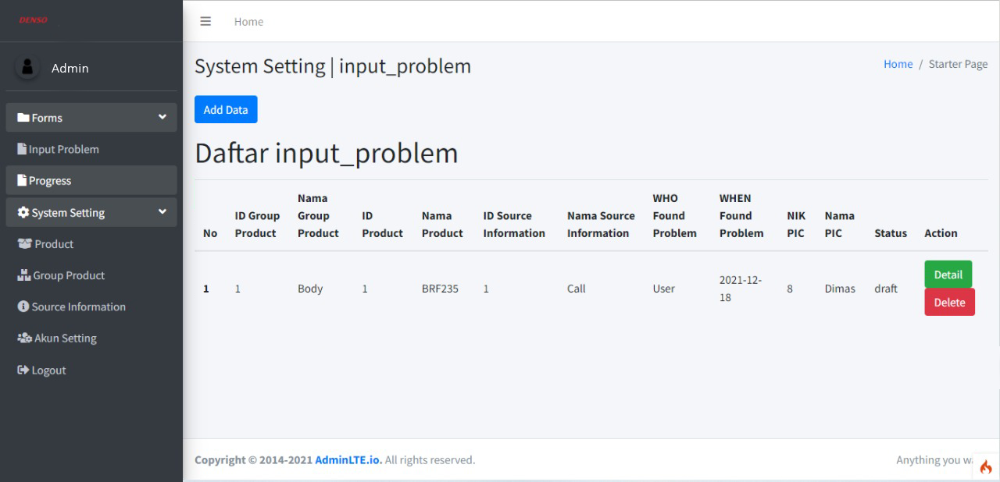 DENSO
Home
Admin
System Setting | input_problem
Home / Starter Page
Forms
Input Problem
Progress
System Setting
Product
Group Product
Source Information
Akun Setting
Logout
Add Data
Daftar input_problem
No
ID Group Product
Nama Group Product
ID Product
Nama Product
ID Source Information
Nama Source Information
WHO Found Problem
WHEN Found Problem
NIK PIC
Nama PIC
Status
Action
1
1
Body
1
BRF235
1
Call
User
2021-12-18
8
Dimas
draft
Detail
Delete
Copyright © 2014-2021 AdminLTE.io. All rights reserved.
Anything you